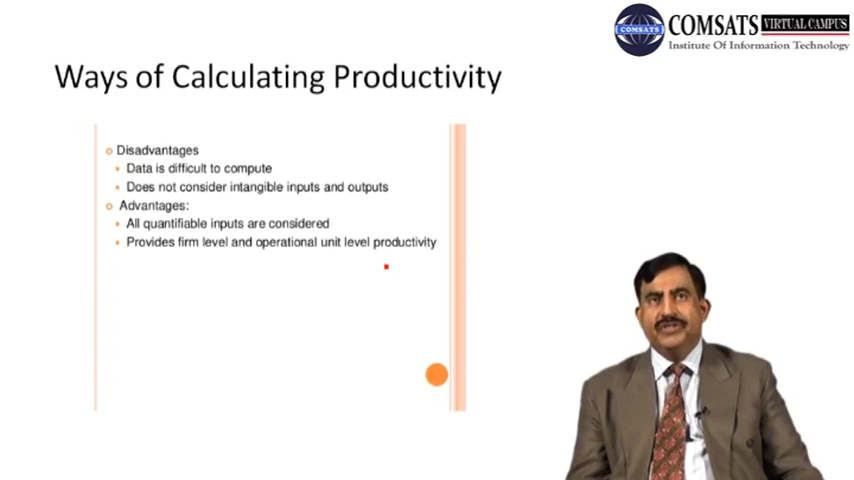 COMSATS
COMSATS VIRTUAL CAMPUS
Institute Of Information Technology
Ways of Calculating Productivity
Disadvantages
Data is difficult to compute
Does not consider intangible inputs and outputs
Advantages:
All quantifiable inputs are considered
Provides firm level and operational unit level productivity